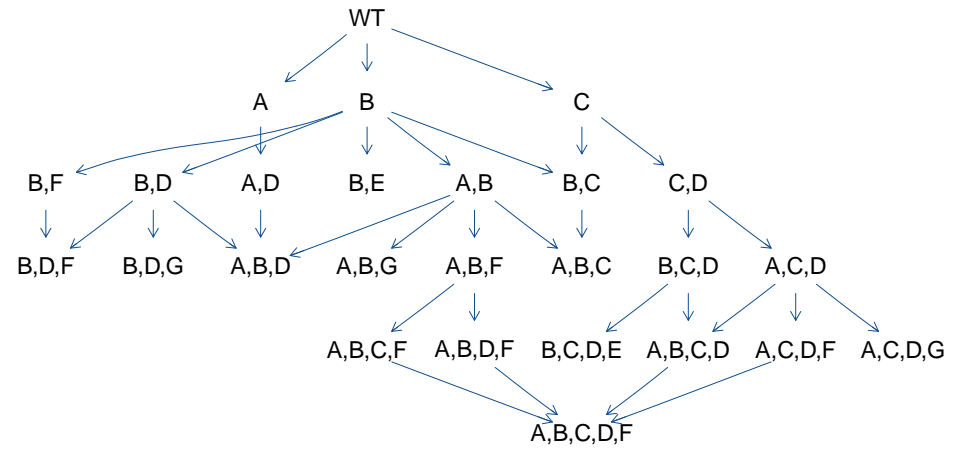 WT
A B C
B,F B,D A,D B,E A,B B,C C,D
B,D,F B,D,G A,B,D A,B,G A,B,F A,B,C B,C,D A,C,D
A,B,C,F A,B,D,F B,C,D,E A,B,C,D A,C,D,F A,C,D,G
A,B,C,D,F